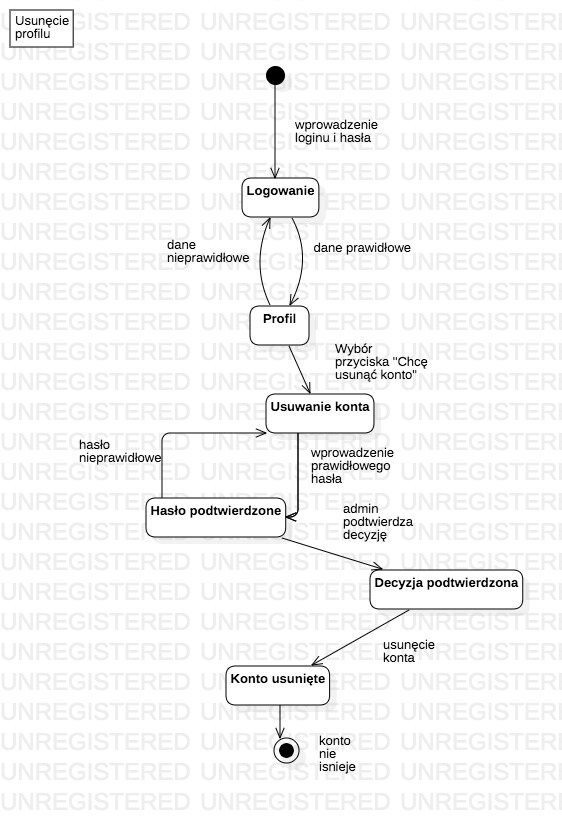 Usunęcie
profilu
wprowadzenie
loginu i hasła
Logowanie
dane
nieprawidłowe
dane prawidłowe
Profil
Wybór
przyciska "Chcę
usunąć konto"
Usuwanie konta
hasło
nieprawidłowe
wprowadzenie
prawidłowego
hasła
Hasło podtwierdzone
admin
podtwierdza
decyzję
Decyzja podtwierdzona
usunęcie
konta
Konto usunięte
konto
nie
isnieje
UNREGISTERED